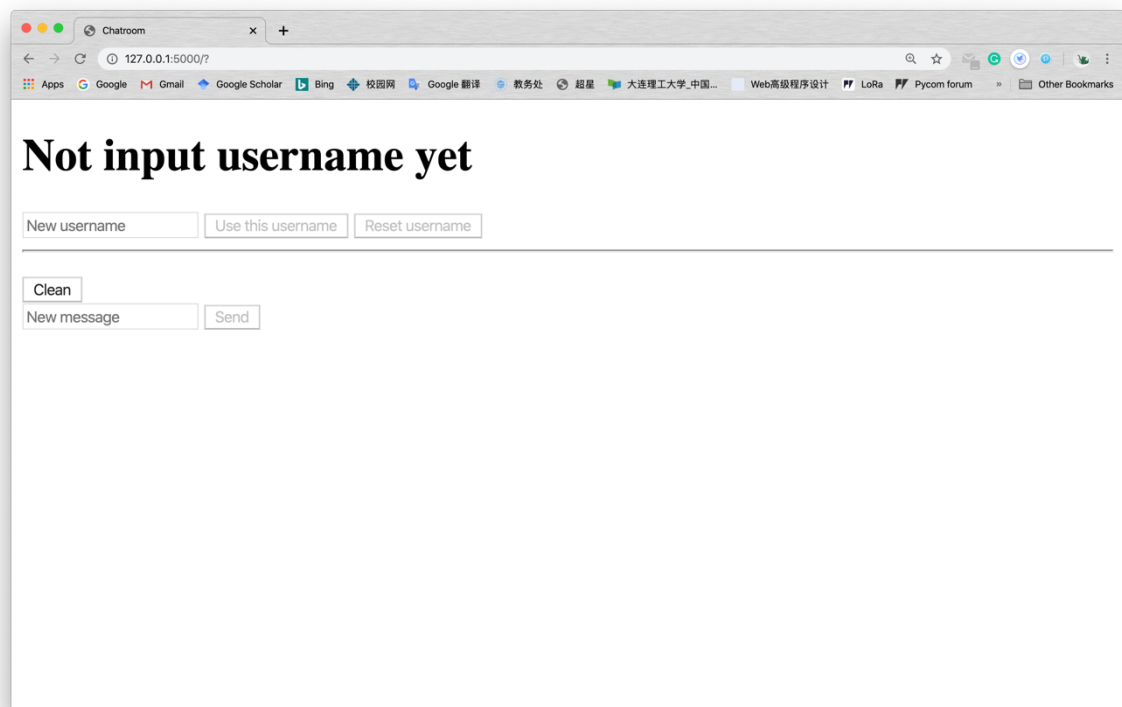 Chatroom
127.0.0.1:5000/?
Apps Google Gmail Google Scholar Bing 校园网 Google 翻译 教务处 超星 大连理工大学_中国... Web高级程序设计 LoRa Pycom forum » Other Bookmarks
Not input username yet
New username Use this username Reset username
Clean
New message Send